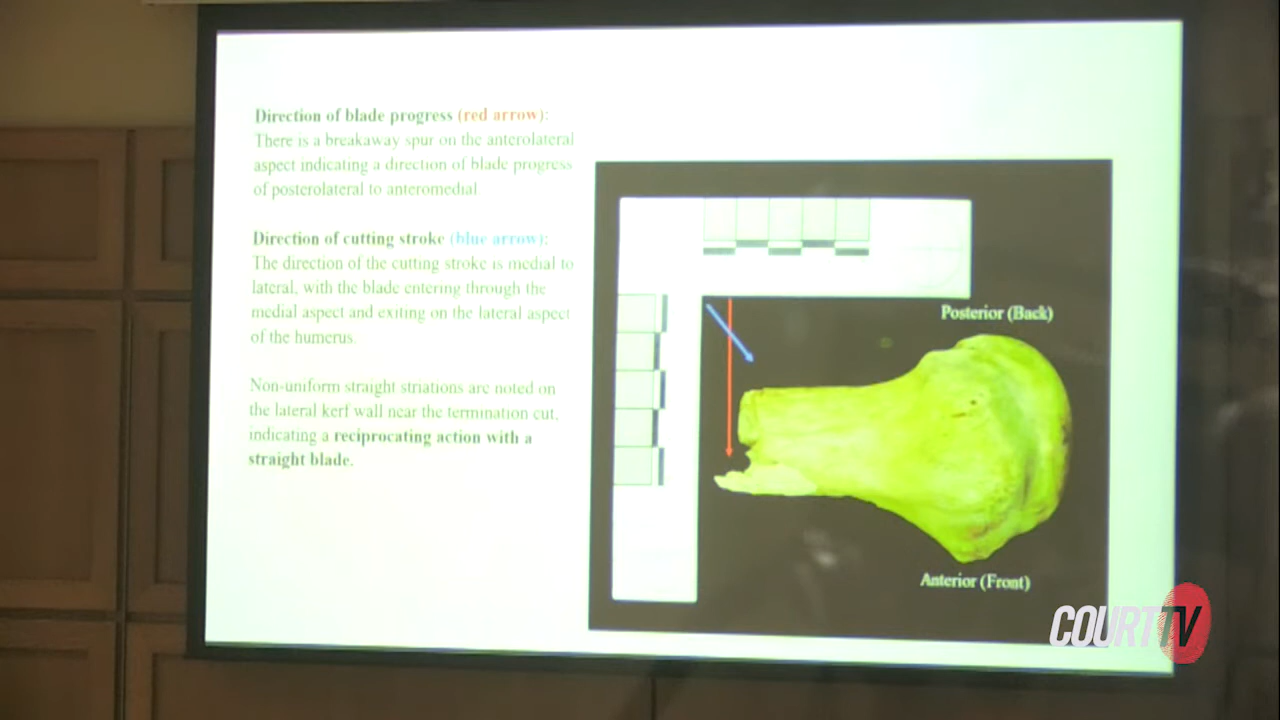 Direction of blade progress (red arrow):
There is a breakaway spur on the anterolateral
aspect indicating a direction of blade progress
of posterolateral to anteromedial
Direction of cutting stroke (blue arrow):
The direction of the cutting stroke is medial to
lateral, with the blade entering through the
medial aspect and exiting on the lateral aspect
of the humerus.
Non-uniform straight striations are noted on
the lateral kerf wall near the termination cut,
indicating a reciprocating action with a
straight blade.
Posterior (Back)
Anterior (Front)
COURT TV